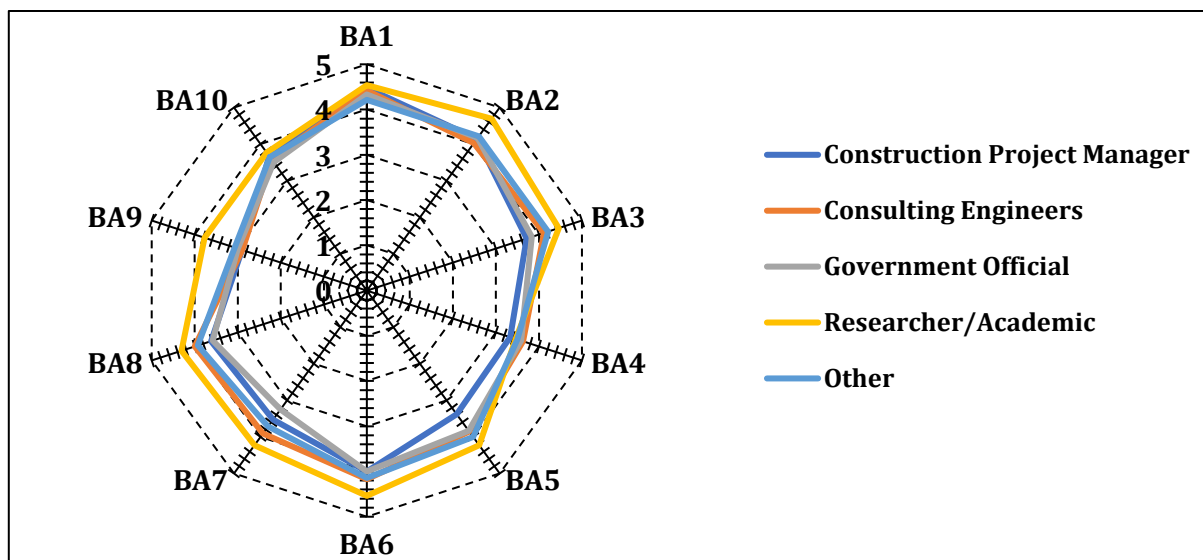 BA1
5
BA10
BA2
4
3
2
BA9
BA3
1
0
BA8
BA4
BA7
BA5
BA6
Construction Project Manager
Consulting Engineers
Government Official
Researcher/Academic
Other